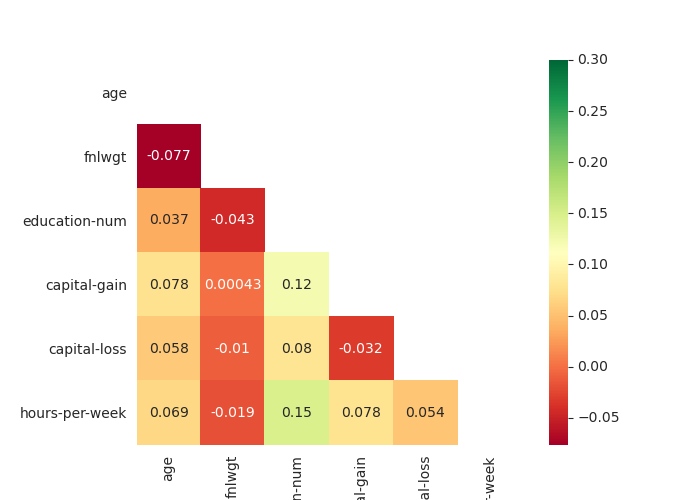 age
fnlwgt
-0.077
education-num
0.037 -0.043
capital-gain
0.078 0.00043 0.12
capital-loss
0.058 -0.01 0.08 -0.032
hours-per-week
0.069 -0.019 0.15 0.078 0.054
age
fnlwgt
n-num
al-gain
al-loss
r-week
0.30
0.25
0.20
0.15
0.10
0.05
0.00
−0.05